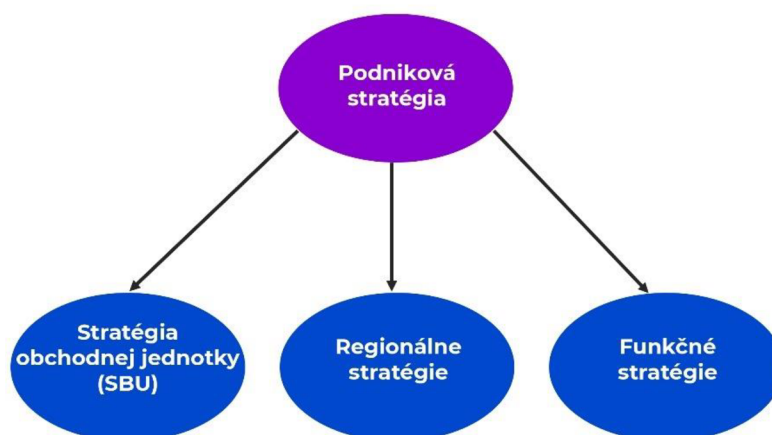 Podniková
stratégia
Stratégia
obchodnej jednotky
(SBU)
Regionálne
stratégie
Funkčné
stratégie